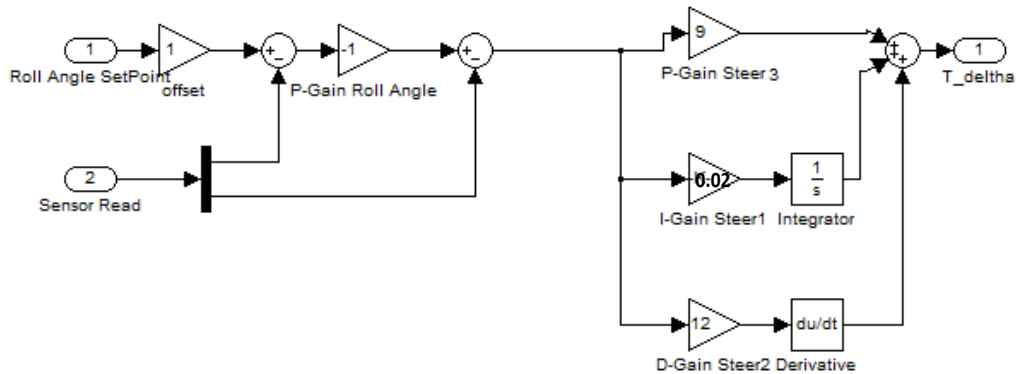 1
Roll Angle SetPoint
1
offset
+
−
-1
P-Gain Roll Angle
+
−
9
P-Gain Steer 3
+
+
+
1
T_deltha
2
Sensor Read
0.02
I-Gain Steer1
1
s
Integrator
12
D-Gain Steer2
du/dt
Derivative